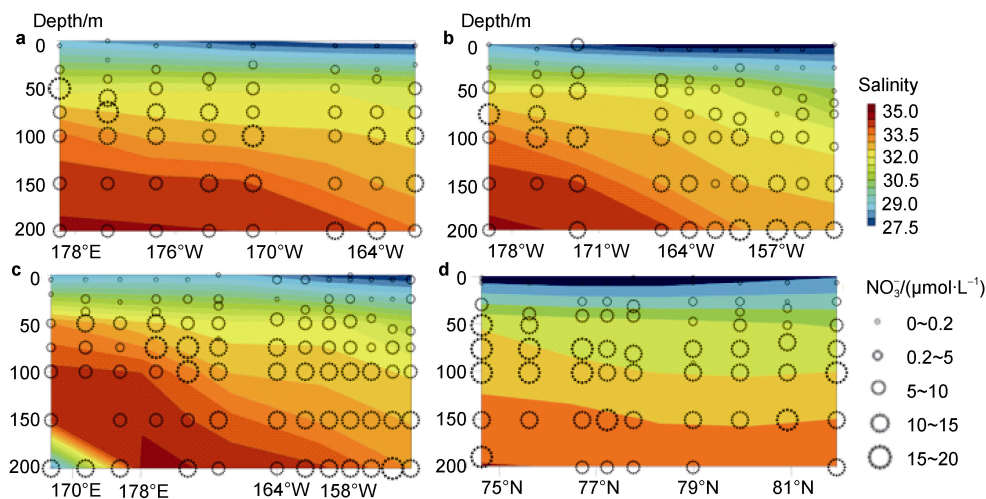 Depth/m
a
0
50
100
150
200
178°E 176°W 170°W 164°W
Depth/m
b
0
50
100
150
200
178°W 171°W 164°W 157°W
Salinity
35.0
33.5
32.0
30.5
29.0
27.5
c
0
50
100
150
200
170°E 178°E 164°W 158°W
d
0
50
100
150
200
75°N 77°N 79°N 81°N
NO₃/(μmol·L⁻¹)
0~0.2
0.2~5
5~10
10~15
15~20